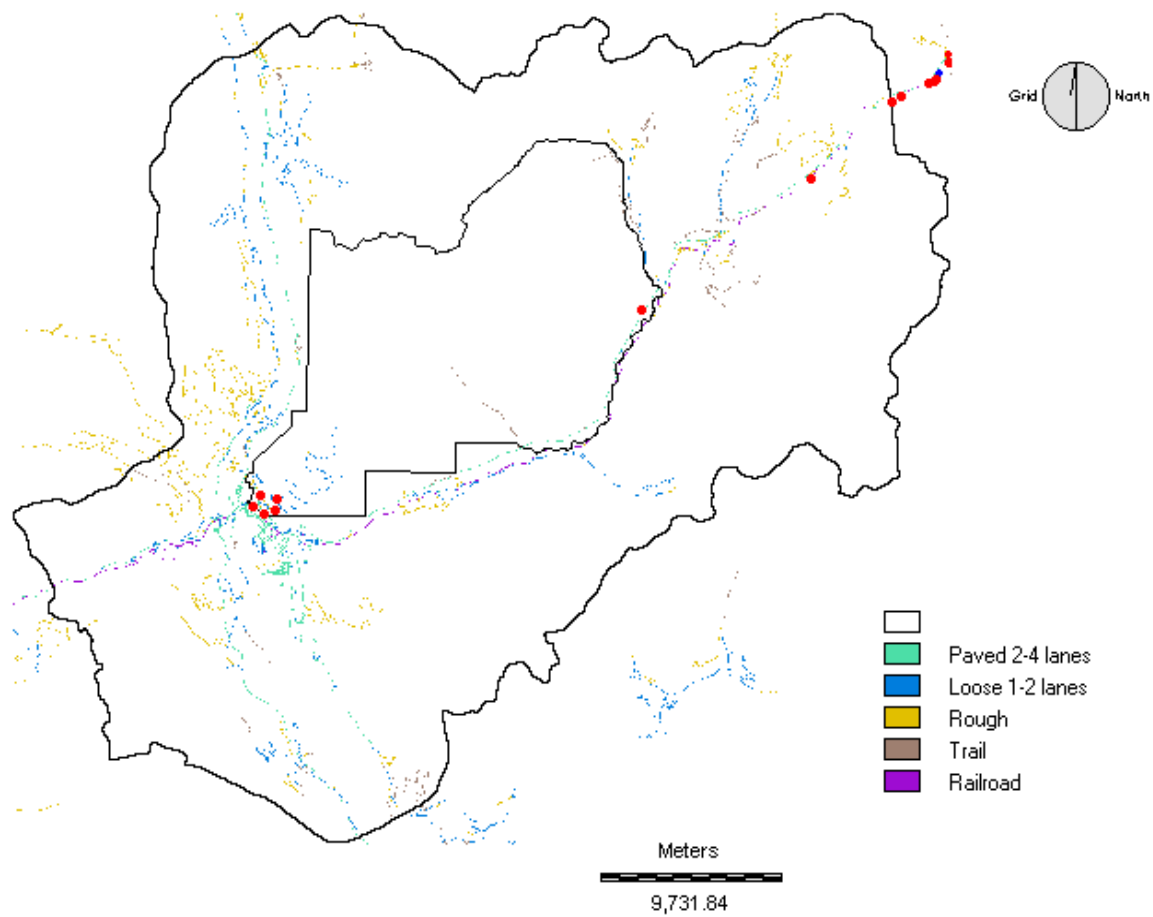 Grid North
Paved 2-4 lanes
Loose 1-2 lanes
Rough
Trail
Railroad
Meters
9,731.84